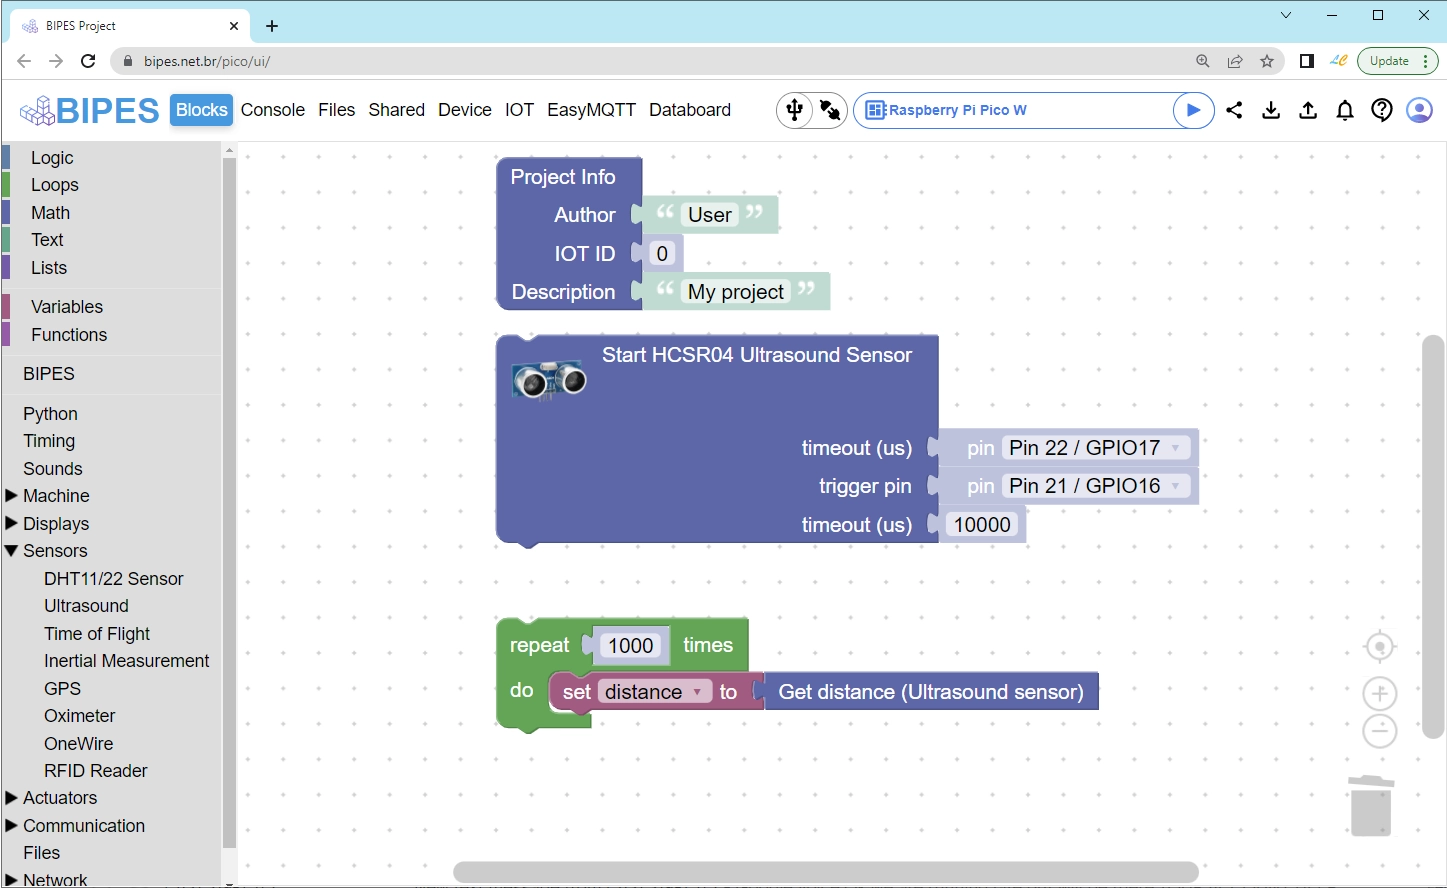 BIPES Project
bipes.net.br/pico/ui/
Update
BIPES Blocks Console Files Shared Device IOT EasyMQTT Databoard Raspberry Pi Pico W
Logic
Loops
Math
Text
Lists
Variables
Functions
BIPES
Python
Timing
Sounds
Machine
Displays
Sensors
DHT11/22 Sensor
Ultrasound
Time of Flight
Inertial Measurement
GPS
Oximeter
OneWire
RFID Reader
Actuators
Communication
Files
Network
Project Info
Author “ User ”
IOT ID 0
Description “ My project ”
Start HCSR04 Ultrasound Sensor
timeout (us) pin Pin 22 / GPIO17
trigger pin pin Pin 21 / GPIO16
timeout (us) 10000
repeat 1000 times
do set distance to Get distance (Ultrasound sensor)